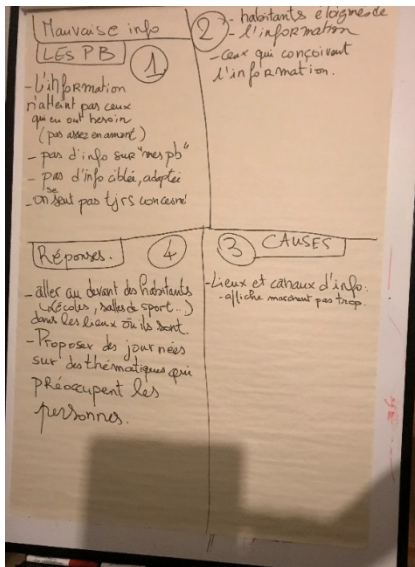 Mauvaise info
LES PB
1
- L'information
n'atteint pas ceux
qui en ont besoin
(pas assez en amont)
- pas d'info sur "mes pb"
- pas d'info ciblée, adaptée
- on se sent pas tjrs concerné
2
- habitants éloignés de
l'information
- ceux qui conçoivent
l'information.
Réponses.
4
- aller au devant des habitants
(écoles, salles de sport...)
dans les lieux où ils sont.
- Proposer des journées
sur des thématiques qui
PRéoccupent les
personnes.
3
CAUSES
- Lieux et canaux d'info.
- affiche marchent pas trop.